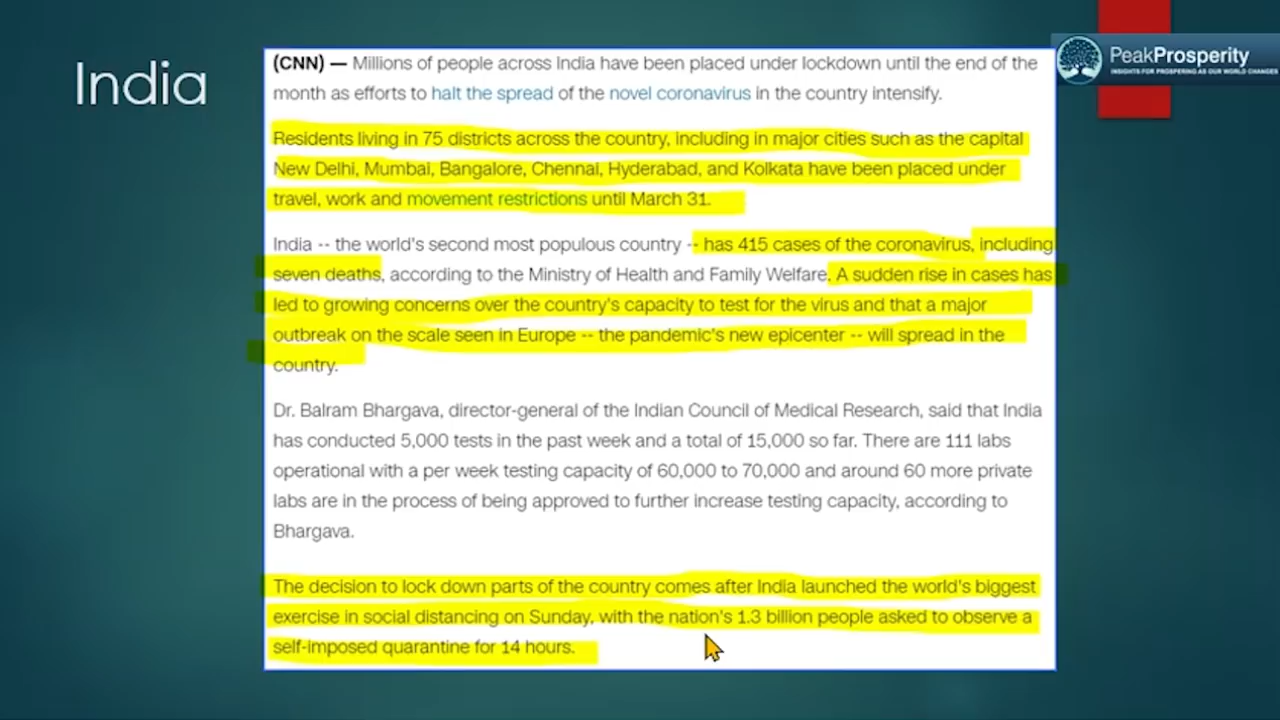 India
PeakProsperity
INSIGHTS FOR PROSPERING AS OUR WORLD CHANGES
(CNN) — Millions of people across India have been placed under lockdown until the end of the
month as efforts to halt the spread of the novel coronavirus in the country intensify.
Residents living in 75 districts across the country, including in major cities such as the capital
New Delhi, Mumbai, Bangalore, Chennai, Hyderabad, and Kolkata have been placed under
travel, work and movement restrictions until March 31.
India -- the world's second most populous country -- has 415 cases of the coronavirus, including
seven deaths, according to the Ministry of Health and Family Welfare. A sudden rise in cases has
led to growing concerns over the country's capacity to test for the virus and that a major
outbreak on the scale seen in Europe -- the pandemic's new epicenter -- will spread in the
country.
Dr. Balram Bhargava, director-general of the Indian Council of Medical Research, said that India
has conducted 5,000 tests in the past week and a total of 15,000 so far. There are 111 labs
operational with a per week testing capacity of 60,000 to 70,000 and around 60 more private
labs are in the process of being approved to further increase testing capacity, according to
Bhargava.
The decision to lock down parts of the country comes after India launched the world's biggest
exercise in social distancing on Sunday, with the nation's 1.3 billion people asked to observe a
self-imposed quarantine for 14 hours.